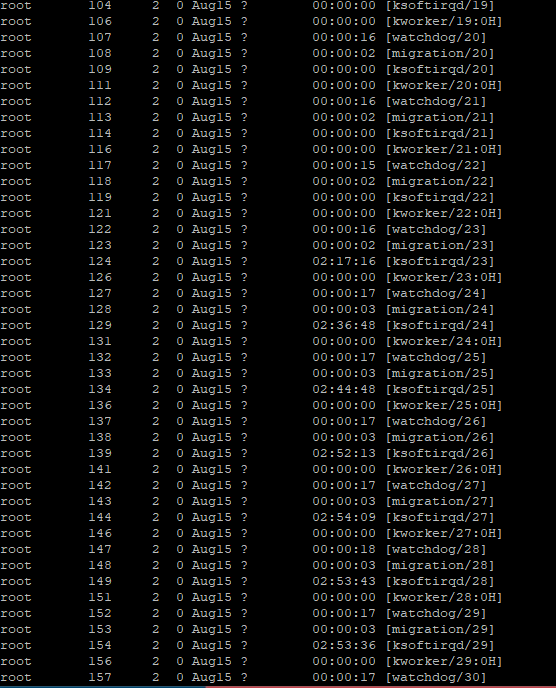 root 104 2 0 Aug15 ? 00:00:00 [ksoftirqd/19]
root 106 2 0 Aug15 ? 00:00:00 [kworker/19:0H]
root 107 2 0 Aug15 ? 00:00:16 [watchdog/20]
root 108 2 0 Aug15 ? 00:00:02 [migration/20]
root 109 2 0 Aug15 ? 00:00:00 [ksoftirqd/20]
root 111 2 0 Aug15 ? 00:00:00 [kworker/20:0H]
root 112 2 0 Aug15 ? 00:00:16 [watchdog/21]
root 113 2 0 Aug15 ? 00:00:02 [migration/21]
root 114 2 0 Aug15 ? 00:00:00 [ksoftirqd/21]
root 116 2 0 Aug15 ? 00:00:00 [kworker/21:0H]
root 117 2 0 Aug15 ? 00:00:15 [watchdog/22]
root 118 2 0 Aug15 ? 00:00:02 [migration/22]
root 119 2 0 Aug15 ? 00:00:00 [ksoftirqd/22]
root 121 2 0 Aug15 ? 00:00:00 [kworker/22:0H]
root 122 2 0 Aug15 ? 00:00:16 [watchdog/23]
root 123 2 0 Aug15 ? 00:00:02 [migration/23]
root 124 2 0 Aug15 ? 02:17:16 [ksoftirqd/23]
root 126 2 0 Aug15 ? 00:00:00 [kworker/23:0H]
root 127 2 0 Aug15 ? 00:00:17 [watchdog/24]
root 128 2 0 Aug15 ? 00:00:03 [migration/24]
root 129 2 0 Aug15 ? 02:36:48 [ksoftirqd/24]
root 131 2 0 Aug15 ? 00:00:00 [kworker/24:0H]
root 132 2 0 Aug15 ? 00:00:17 [watchdog/25]
root 133 2 0 Aug15 ? 00:00:03 [migration/25]
root 134 2 0 Aug15 ? 02:44:48 [ksoftirqd/25]
root 136 2 0 Aug15 ? 00:00:00 [kworker/25:0H]
root 137 2 0 Aug15 ? 00:00:17 [watchdog/26]
root 138 2 0 Aug15 ? 00:00:03 [migration/26]
root 139 2 0 Aug15 ? 02:52:13 [ksoftirqd/26]
root 141 2 0 Aug15 ? 00:00:00 [kworker/26:0H]
root 142 2 0 Aug15 ? 00:00:17 [watchdog/27]
root 143 2 0 Aug15 ? 00:00:03 [migration/27]
root 144 2 0 Aug15 ? 02:54:09 [ksoftirqd/27]
root 146 2 0 Aug15 ? 00:00:00 [kworker/27:0H]
root 147 2 0 Aug15 ? 00:00:18 [watchdog/28]
root 148 2 0 Aug15 ? 00:00:03 [migration/28]
root 149 2 0 Aug15 ? 02:53:43 [ksoftirqd/28]
root 151 2 0 Aug15 ? 00:00:00 [kworker/28:0H]
root 152 2 0 Aug15 ? 00:00:17 [watchdog/29]
root 153 2 0 Aug15 ? 00:00:03 [migration/29]
root 154 2 0 Aug15 ? 02:53:36 [ksoftirqd/29]
root 156 2 0 Aug15 ? 00:00:00 [kworker/29:0H]
root 157 2 0 Aug15 ? 00:00:17 [watchdog/30]